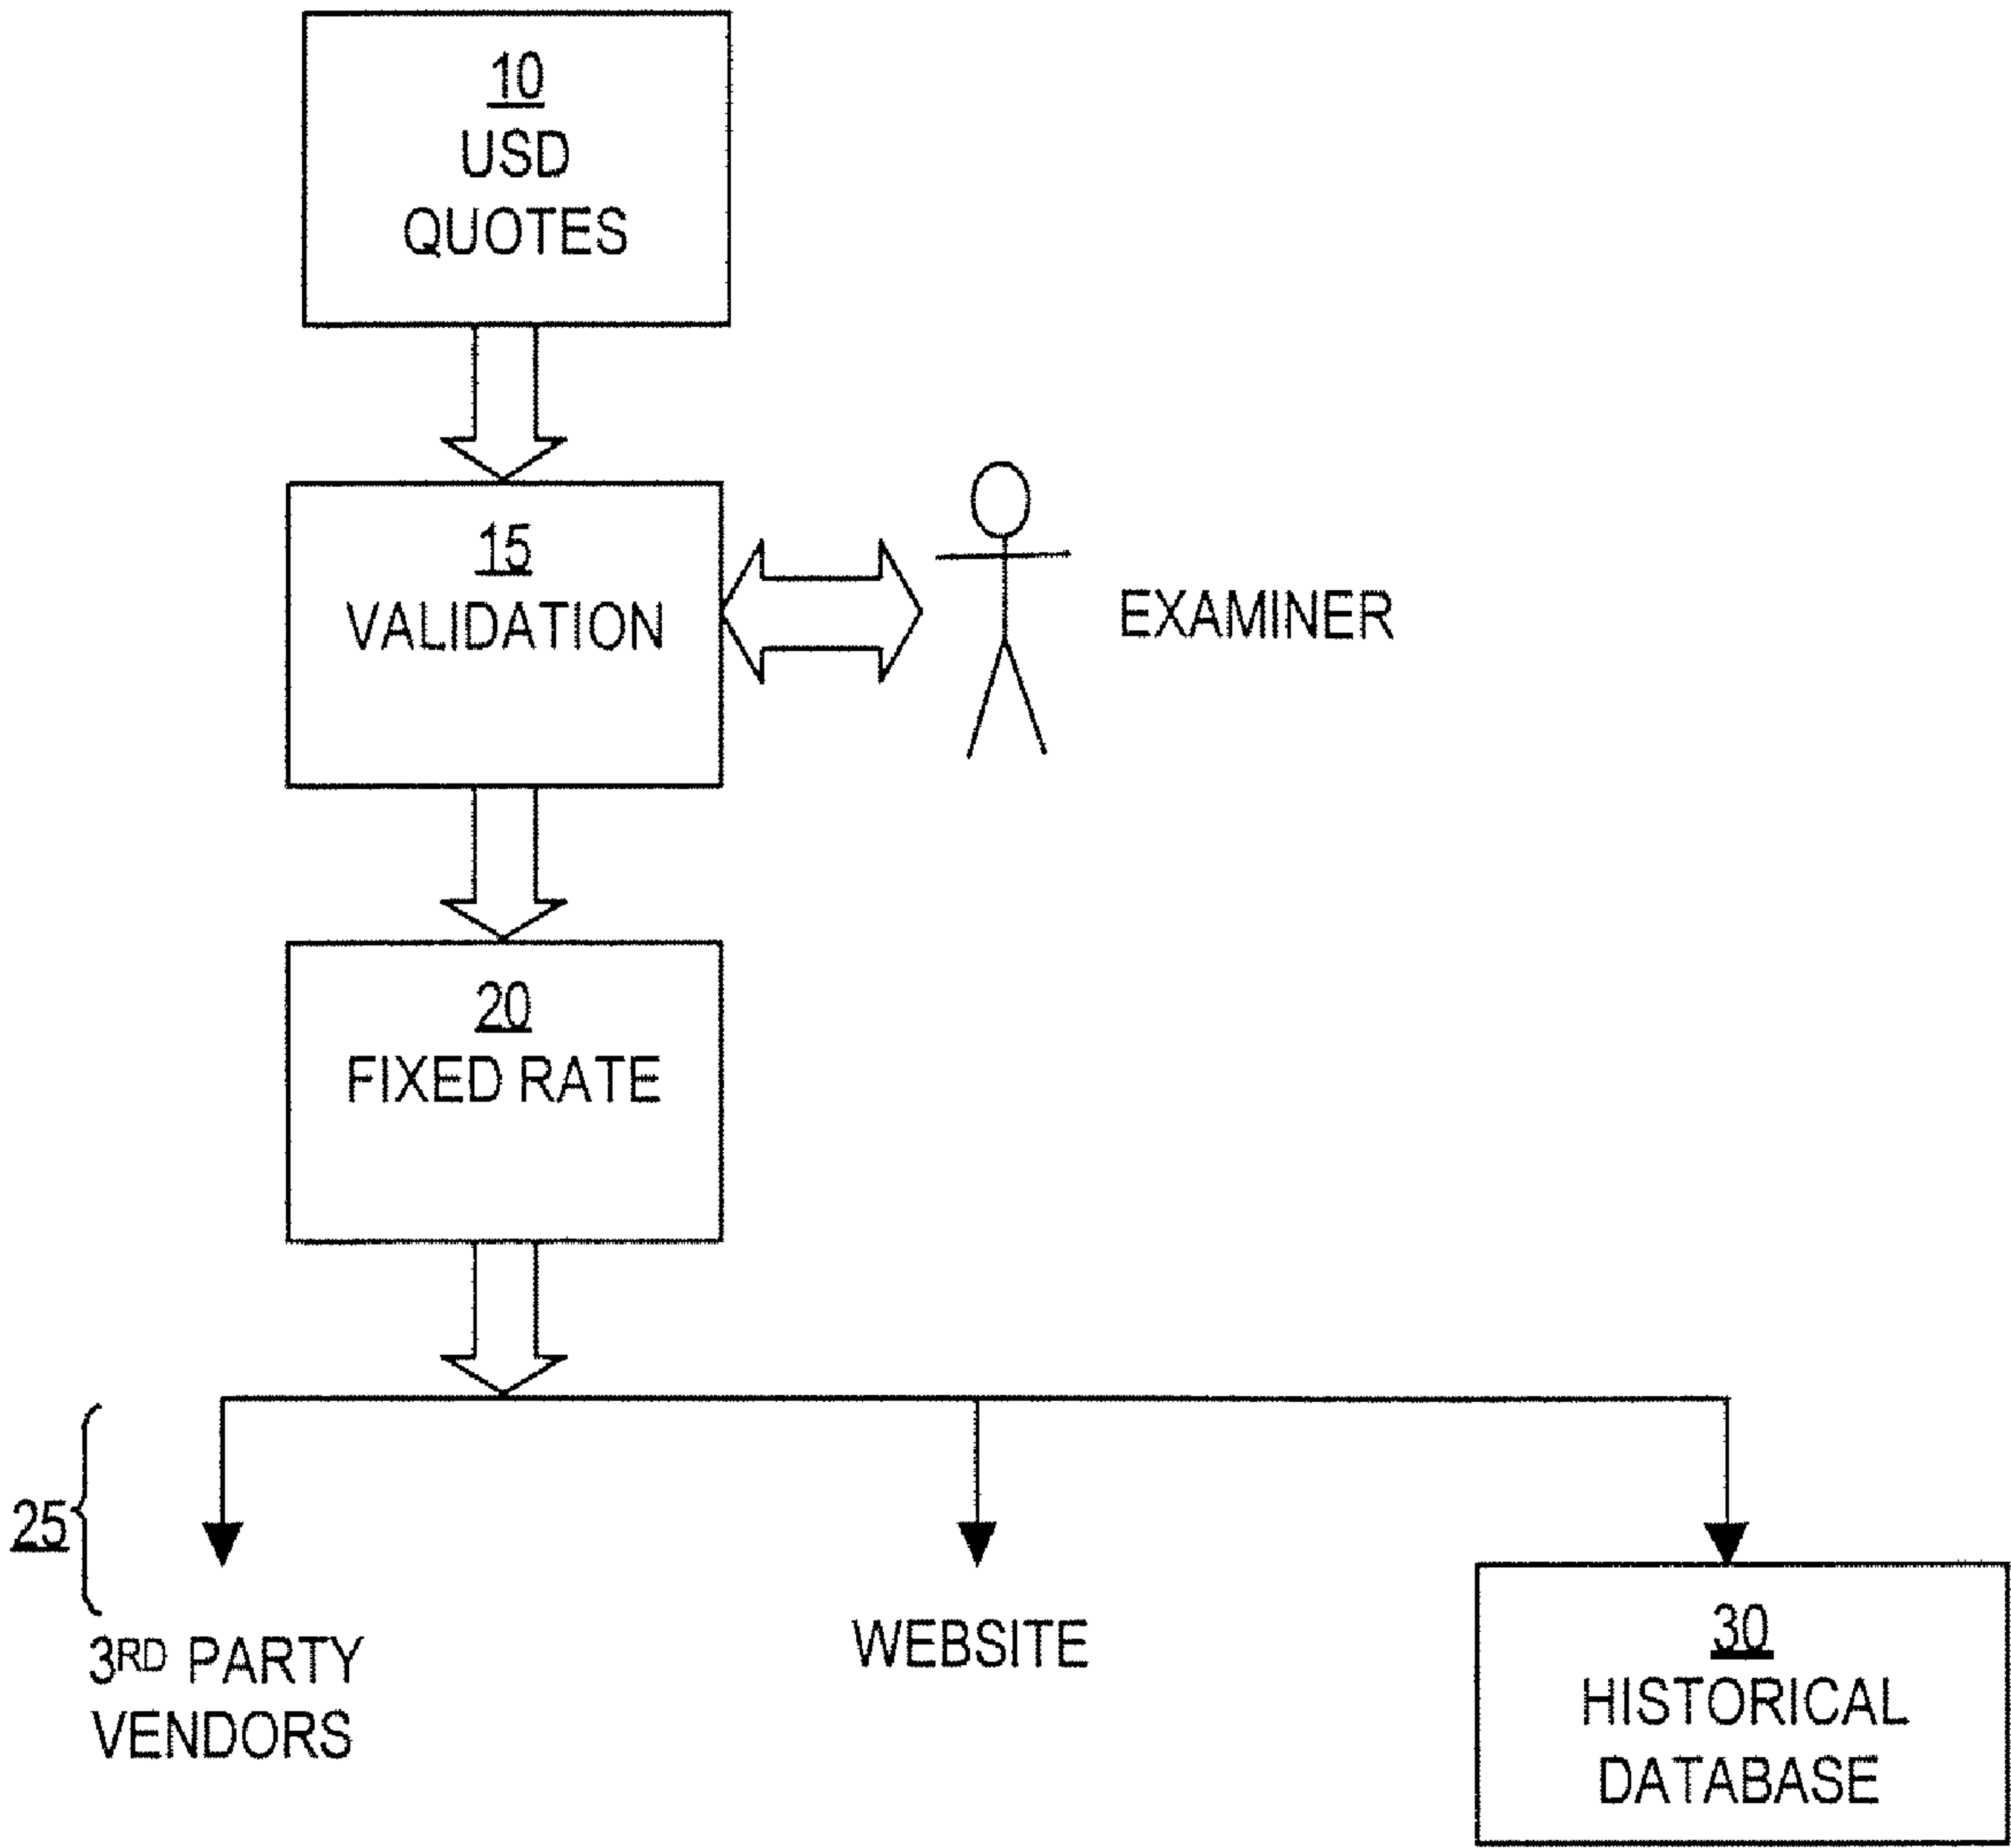 10
USD
QUOTES
15
VALIDATION
EXAMINER
20
FIXED RATE
25
3RD PARTY
VENDORS
WEBSITE
30
HISTORICAL
DATABASE